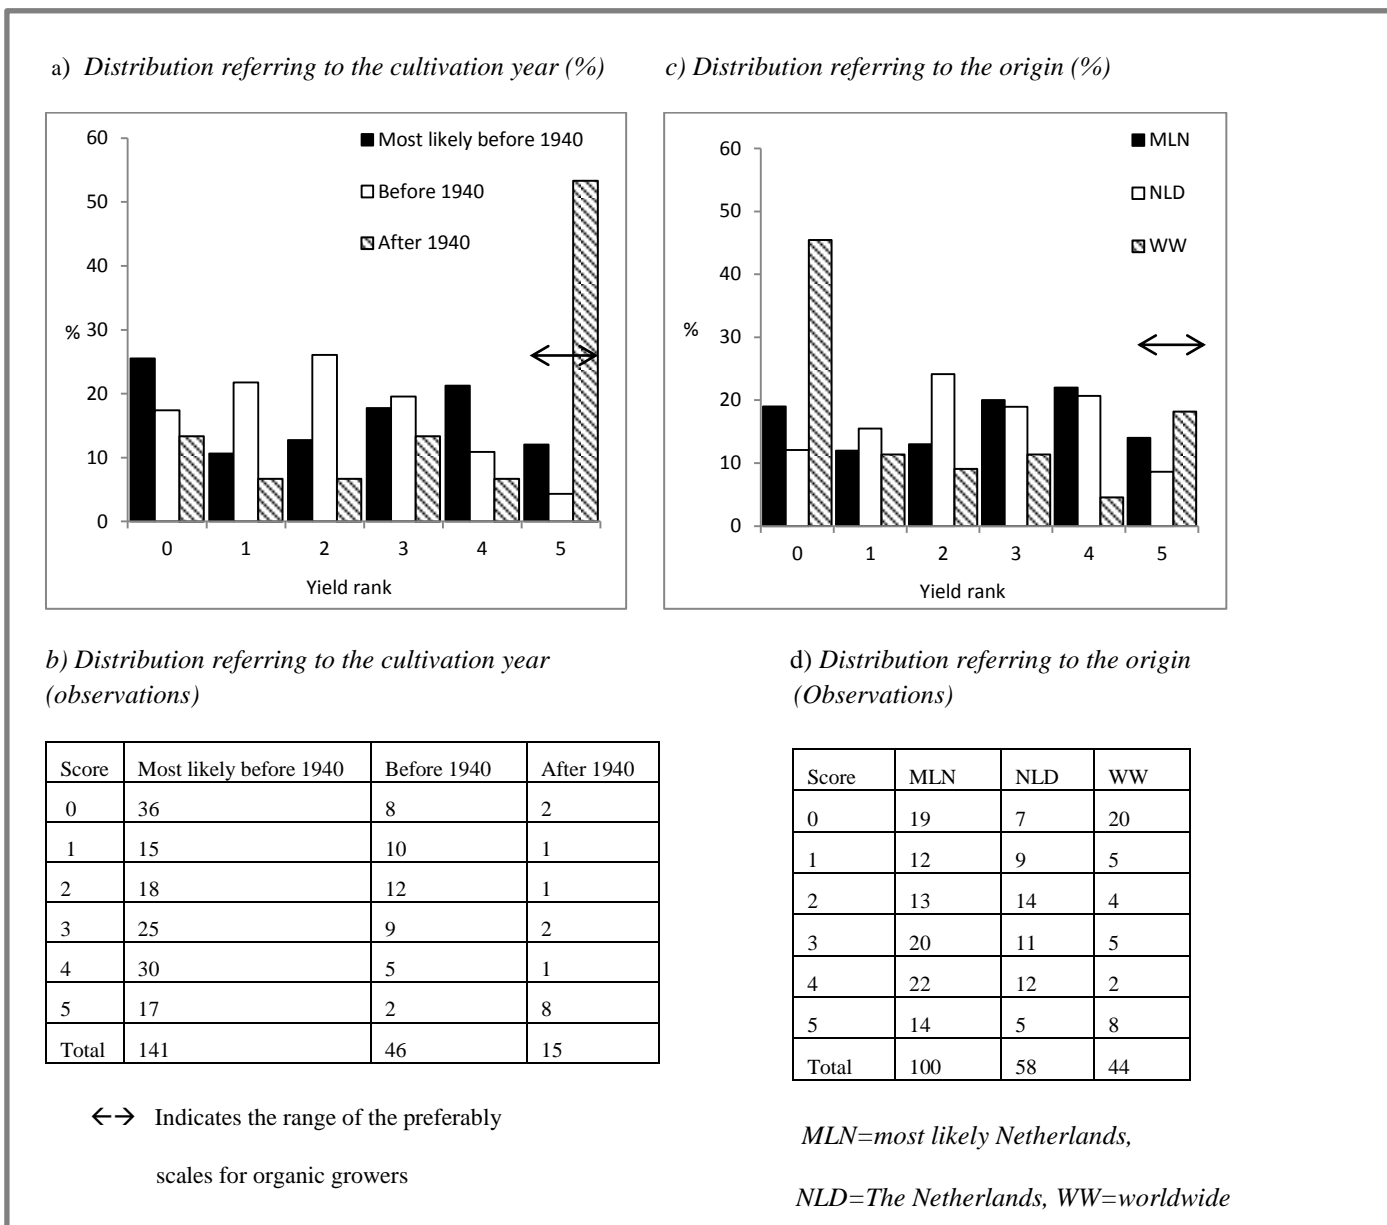 a) Distribution referring to the cultivation year (%)
60
50
40
30
20
10
0
%
Most likely before 1940
Before 1940
After 1940
0 1 2 3 4 5
Yield rank
c) Distribution referring to the origin (%)
60
50
40
30
20
10
0
%
MLN
NLD
WW
0 1 2 3 4 5
Yield rank
b) Distribution referring to the cultivation year
(observations)
Score Most likely before 1940 Before 1940 After 1940
0 36 8 2
1 15 10 1
2 18 12 1
3 25 9 2
4 30 5 1
5 17 2 8
Total 141 46 15
←→ Indicates the range of the preferably
scales for organic growers
d) Distribution referring to the origin
(Observations)
Score MLN NLD WW
0 19 7 20
1 12 9 5
2 13 14 4
3 20 11 5
4 22 12 2
5 14 5 8
Total 100 58 44
MLN=most likely Netherlands,
NLD=The Netherlands, WW=worldwide